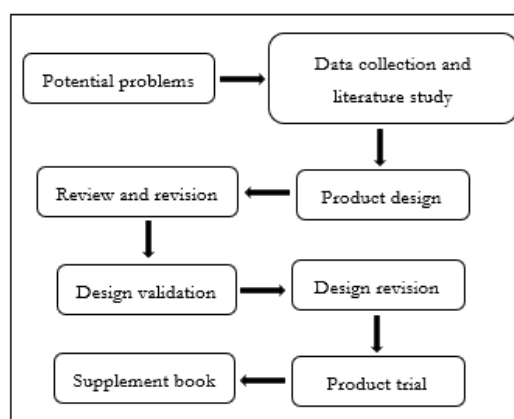 Potential problems
Data collection and
literature study
Product design
Review and revision
Design validation
Design revision
Product trial
Supplement book